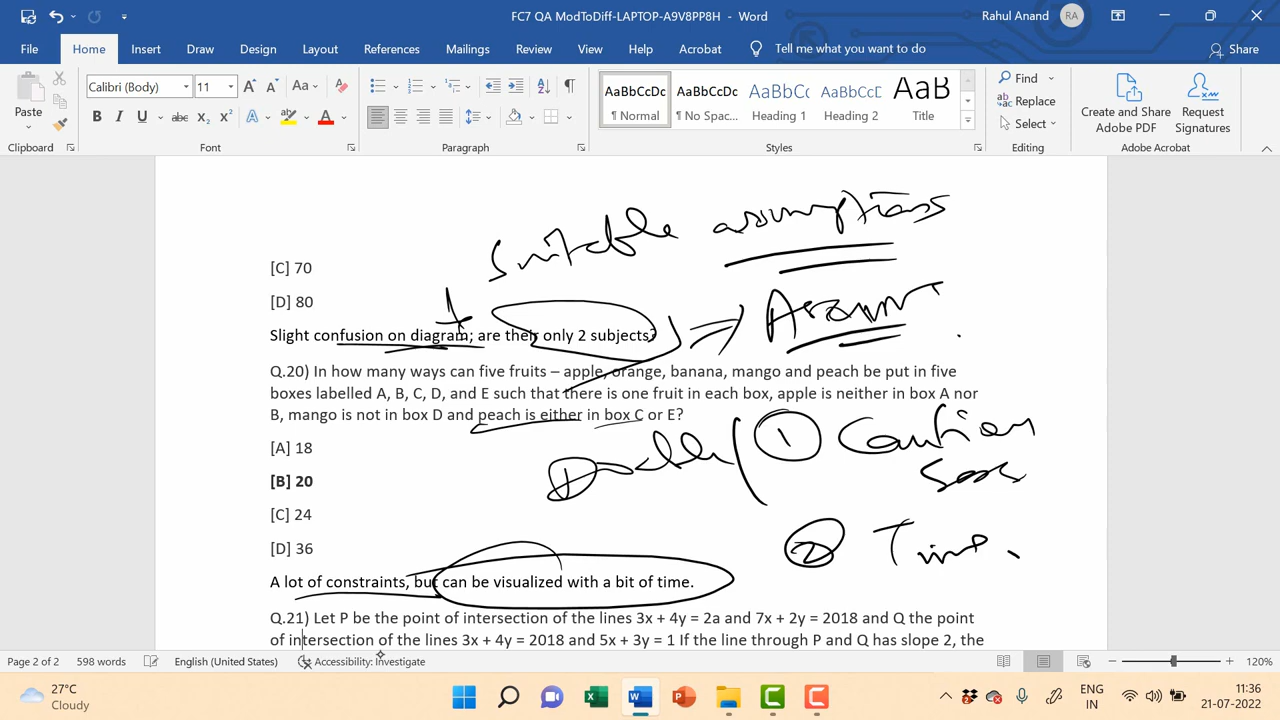 FC7 QA ModToDiff-LAPTOP-A9V8PP8H - Word
Rahul Anand RA
File Home Insert Draw Design Layout References Mailings Review View Help Acrobat Tell me what you want to do Share
Calibri (Body) 11
Paste
Clipboard Font Paragraph Styles Editing Adobe Acrobat
AaBbCcDc AaBbCcDc AaBbCc AaBbCcD AaB
¶ Normal ¶ No Spac... Heading 1 Heading 2 Title
Find
Replace
Select
Create and Share Adobe PDF
Request Signatures
Suitable assumptions
[C] 70
[D] 80
Assum
Slight confusion on diagram; are their only 2 subjects?
Q.20) In how many ways can five fruits – apple, orange, banana, mango and peach be put in five
boxes labelled A, B, C, D, and E such that there is one fruit in each box, apple is neither in box A nor
B, mango is not in box D and peach is either in box C or E?
[A] 18
1 Caution
[B] 20
[C] 24
2 Time
[D] 36
A lot of constraints, but can be visualized with a bit of time.
Q.21) Let P be the point of intersection of the lines 3x + 4y = 2a and 7x + 2y = 2018 and Q the point
of intersection of the lines 3x + 4y = 2018 and 5x + 3y = 1 If the line through P and Q has slope 2, the
Page 2 of 2 598 words English (United States) Accessibility: Investigate 120%
27°C
Cloudy
ENG
IN
11:36
21-07-2022